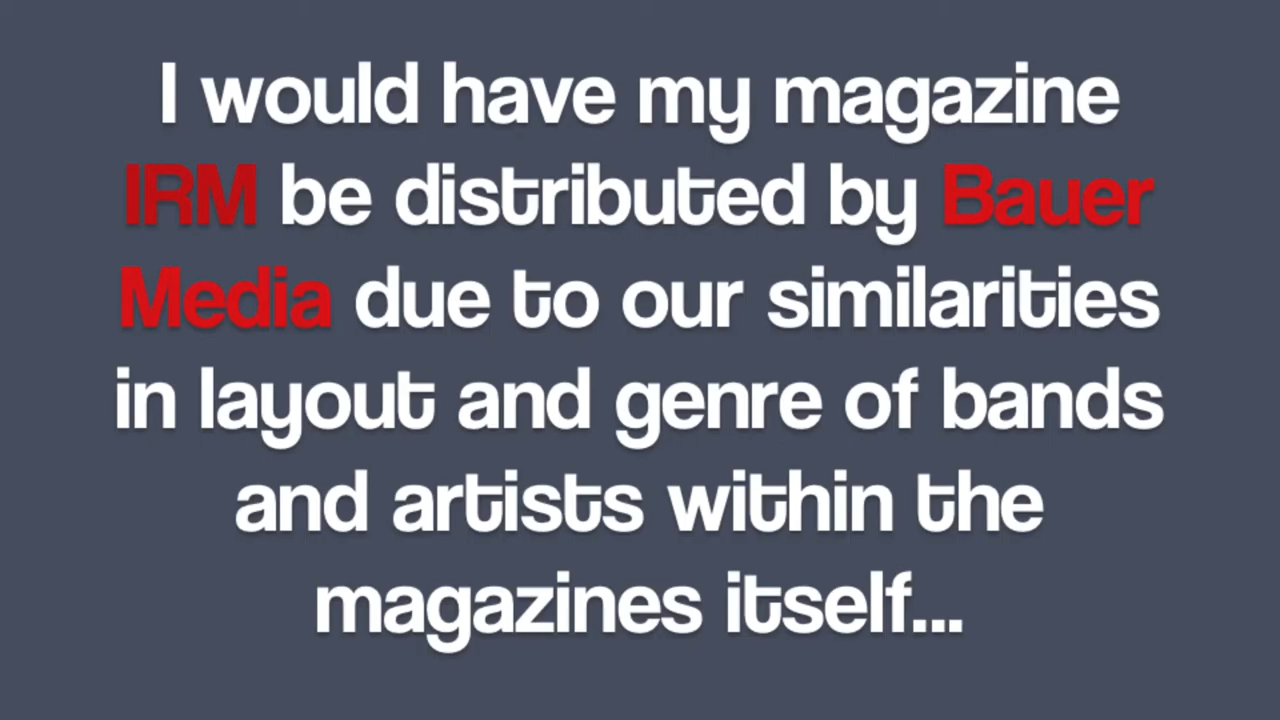 I would have my magazine
IRM be distributed by Bauer
Media due to our similarities
in layout and genre of bands
and artists within the
magazines itself...